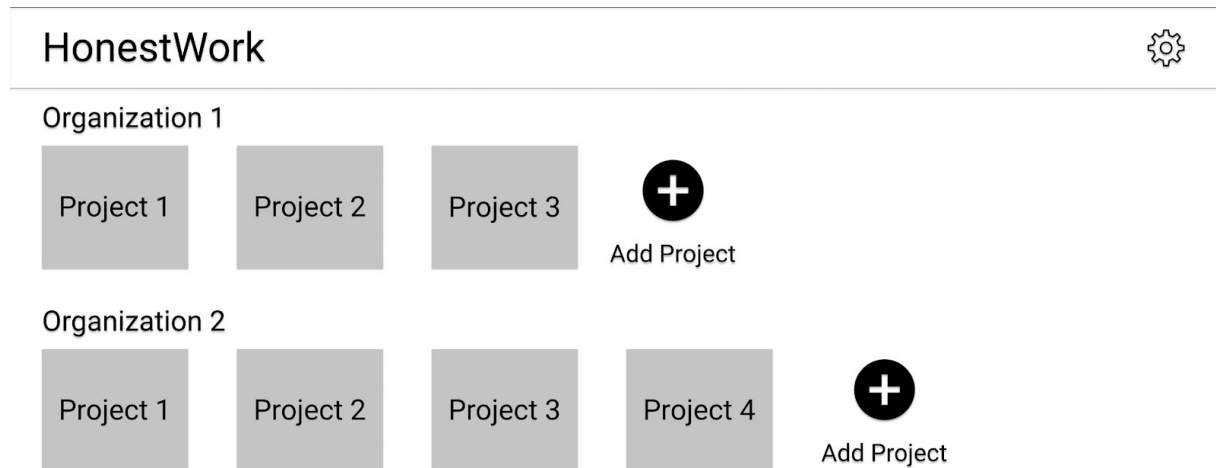 HonestWork
Organization 1
Project 1 Project 2 Project 3
Add Project
Organization 2
Project 1 Project 2 Project 3 Project 4
Add Project